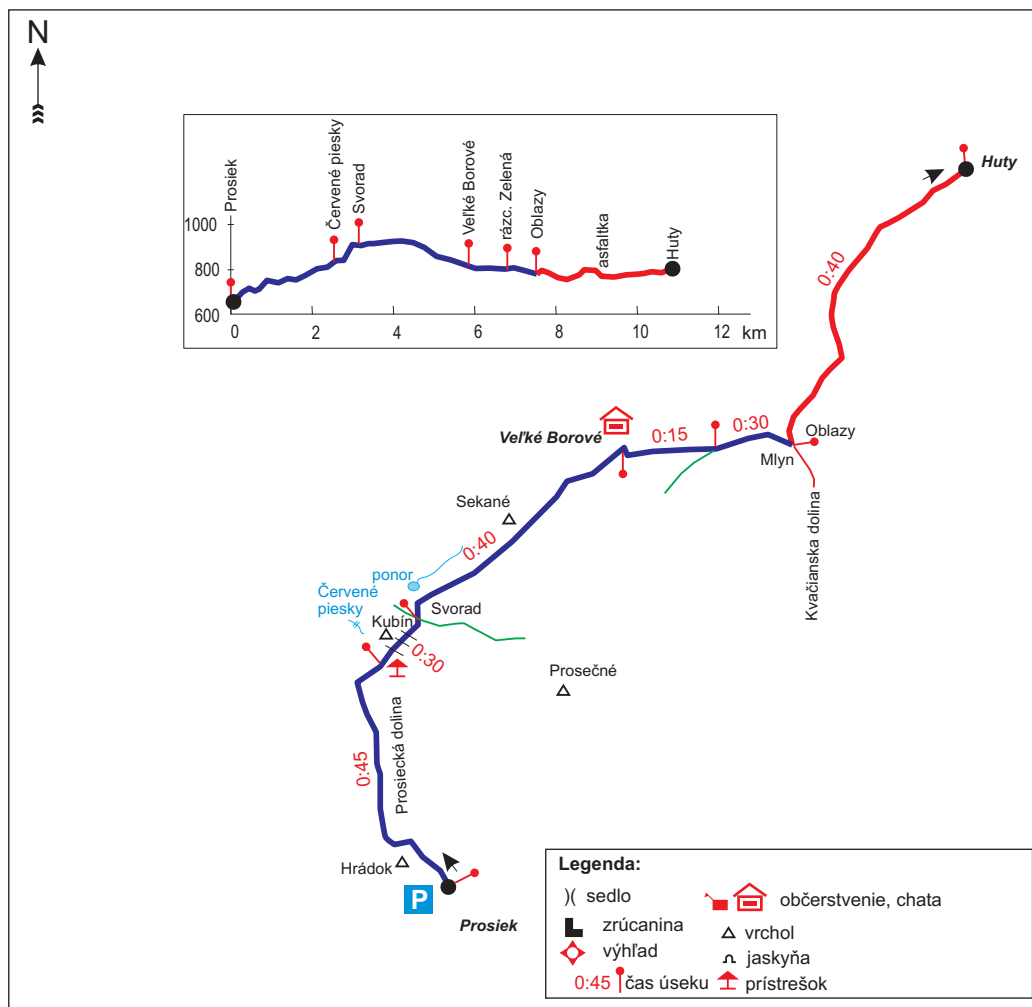 N
Prosiek
Červené piesky
Svorad
Veľké Borové
rázc. Zelená
Oblazy
asfaltka
Huty
1000
800
600
0
2
4
6
8
10
12
km
Huty
0:40
Veľké Borové
0:15
0:30
Oblazy
Mlyn
Kvačianska dolina
Sekané
0:40
ponor
Červené
piesky
Svorad
Kubín
0:30
Prosečné
Prosiecká dolina
0:45
Hrádok
P
Prosiek
Legenda:
)( sedlo
zrúcanina
výhľad
0:45 čas úseku
občerstvenie, chata
vrchol
jaskyňa
prístrešok